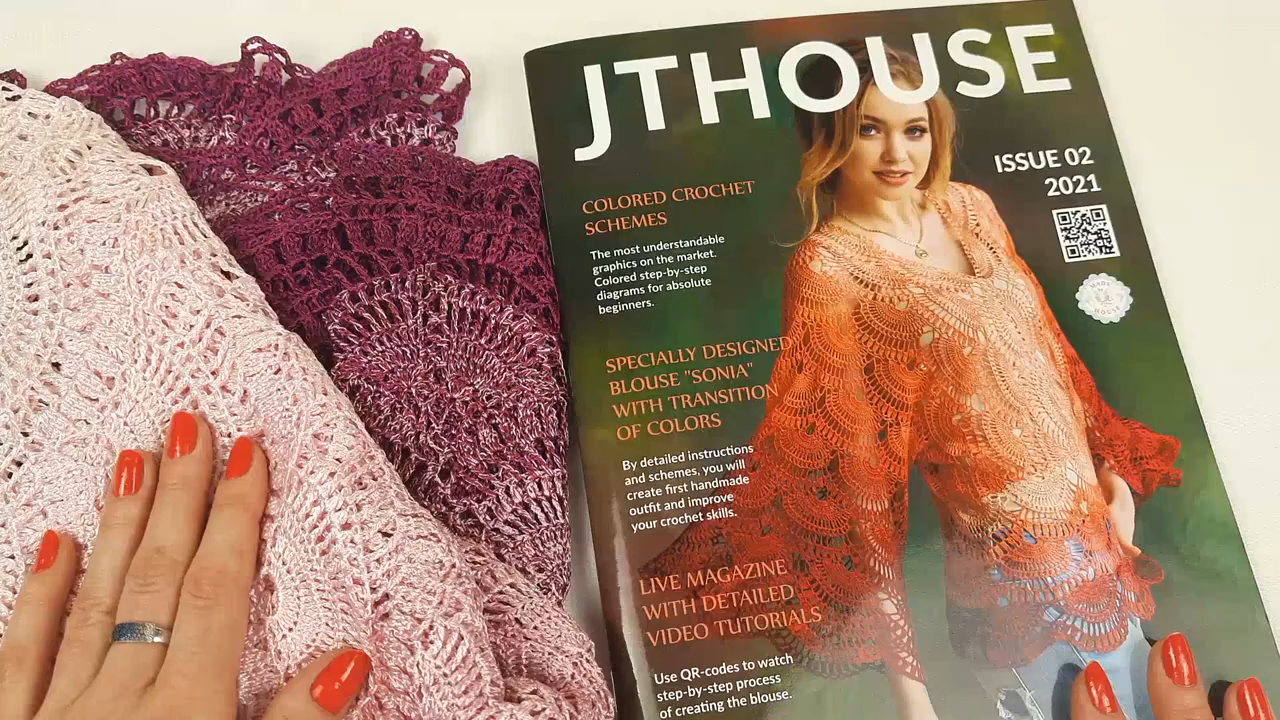 JTHOUSE
ISSUE 02
2021
COLORED CROCHET
SCHEMES
The most understandable
graphics on the market.
Colored step-by-step
diagrams for absolute
beginners.
SPECIALLY DESIGNED
BLOUSE "SONIA"
WITH TRANSITION
OF COLORS
By detailed instructions
and schemes, you will
create first handmade
outfit and improve
your crochet skills.
LIVE MAGAZINE
WITH DETAILED
VIDEO TUTORIALS
Use QR-codes to watch
step-by-step process
of creating the blouse.